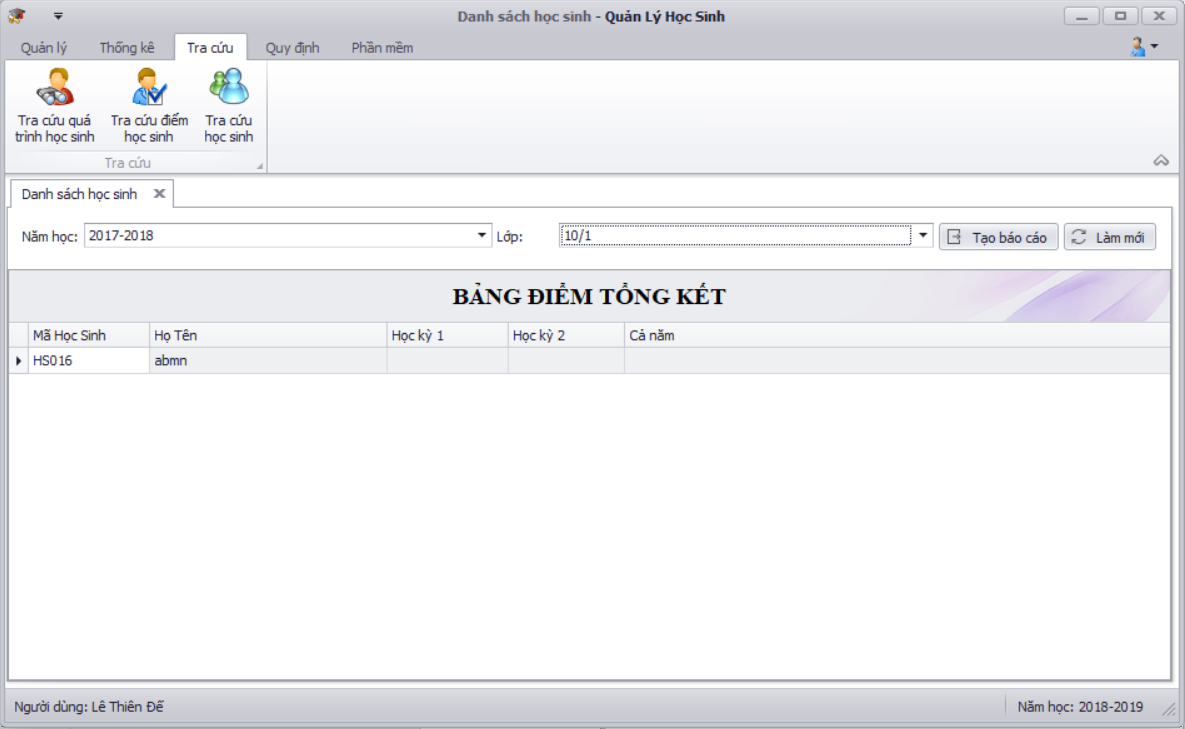 Danh sách học sinh - Quản Lý Học Sinh
Quản lý Thống kê Tra cứu Quy định Phần mềm
Tra cứu quá trình học sinh
Tra cứu điểm học sinh
Tra cứu học sinh
Tra cứu
Danh sách học sinh
Năm học: 2017-2018 Lớp: 10/1 Tạo báo cáo Làm mới
BẢNG ĐIỂM TỔNG KẾT
Mã Học Sinh Họ Tên Học kỳ 1 Học kỳ 2 Cả năm
HS016 abmn
Người dùng: Lê Thiên Đế Năm học: 2018-2019